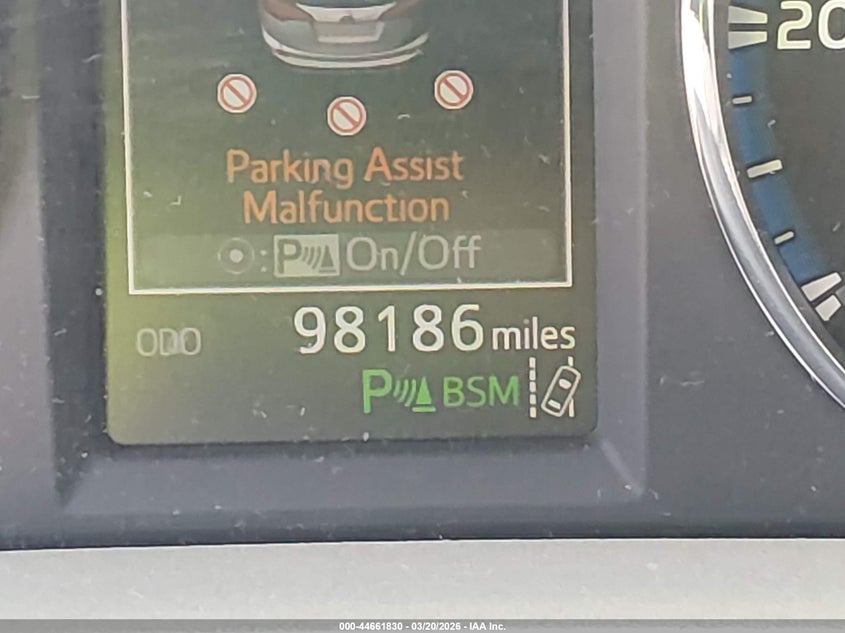 20
Parking Assist
Malfunction
: P On/Off
ODO 98186 miles
P BSM
000-44661830 - 03/20/2026 - IAA Inc.